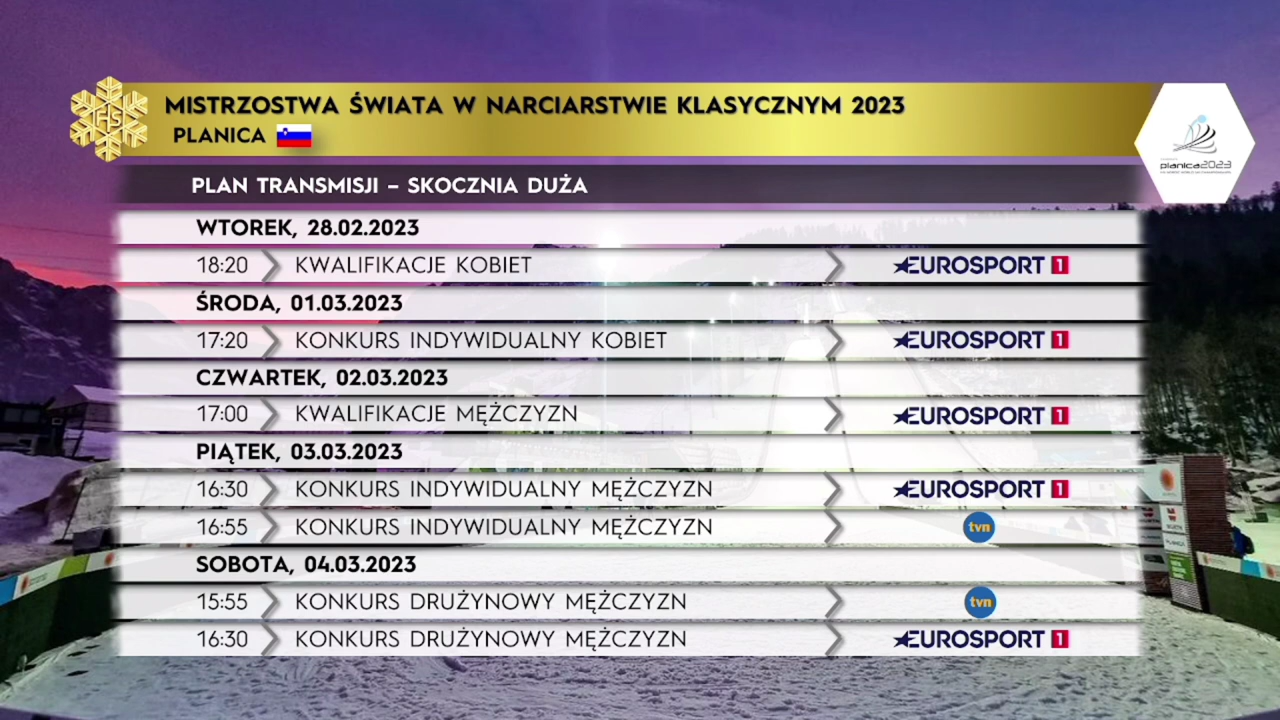 MISTRZOSTWA ŚWIATA W NARCIARSTWIE KLASYCZNYM 2023
FIS
PLANICA
planica2023
PLAN TRANSMISJI – SKOCZNIA DUŻA
WTOREK, 28.02.2023
18:20 KWALIFIKACJE KOBIET EUROSPORT 1
ŚRODA, 01.03.2023
17:20 KONKURS INDYWIDUALNY KOBIET EUROSPORT 1
CZWARTEK, 02.03.2023
17:00 KWALIFIKACJE MĘŻCZYZN EUROSPORT 1
PIĄTEK, 03.03.2023
16:30 KONKURS INDYWIDUALNY MĘŻCZYZN EUROSPORT 1
16:55 KONKURS INDYWIDUALNY MĘŻCZYZN tvn
SOBOTA, 04.03.2023
15:55 KONKURS DRUŻYNOWY MĘŻCZYZN tvn
16:30 KONKURS DRUŻYNOWY MĘŻCZYZN EUROSPORT 1